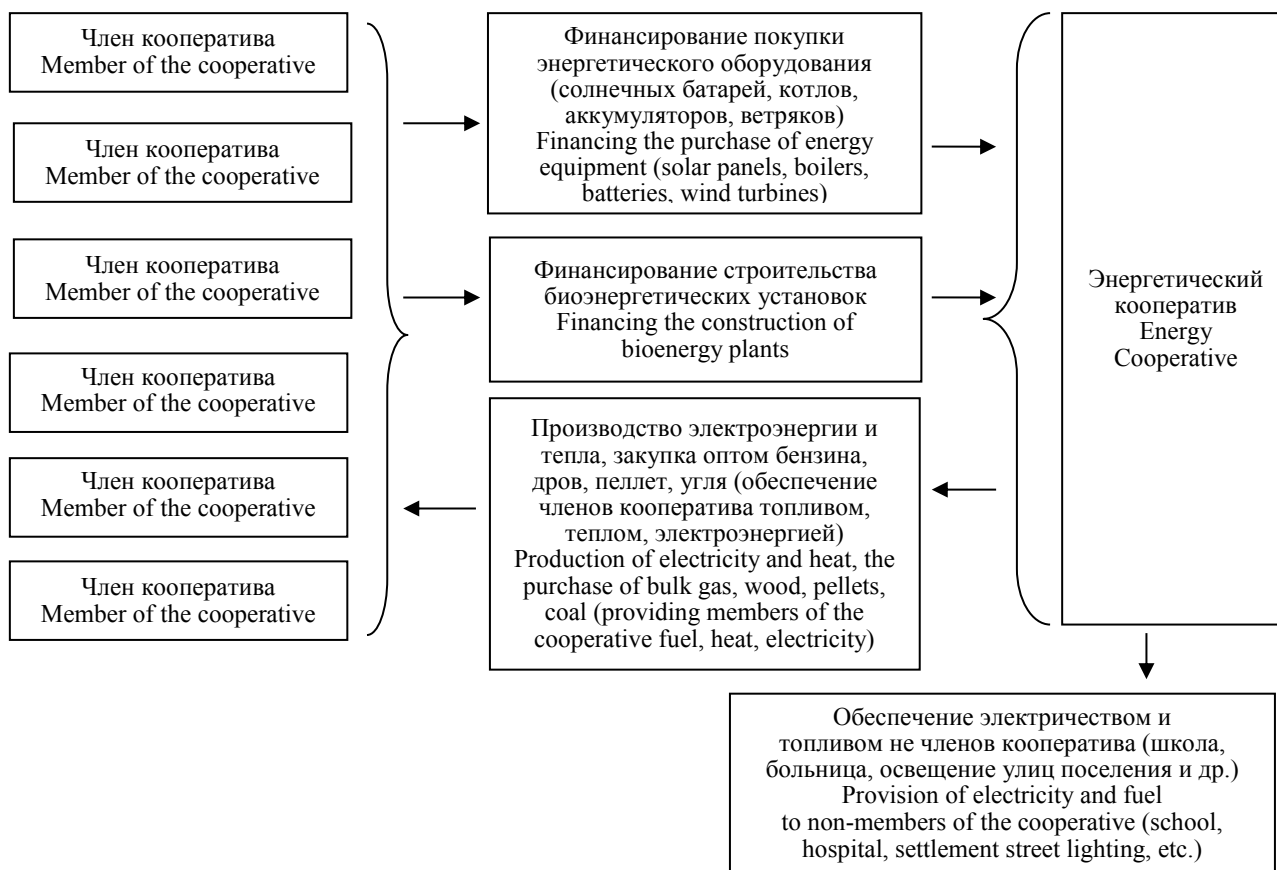 Член кооператива
Member of the cooperative
Член кооператива
Member of the cooperative
Член кооператива
Member of the cooperative
Член кооператива
Member of the cooperative
Член кооператива
Member of the cooperative
Член кооператива
Member of the cooperative
Финансирование покупки
энергетического оборудования
(солнечных батарей, котлов,
аккумуляторов, ветряков)
Financing the purchase of energy
equipment (solar panels, boilers,
batteries, wind turbines)
Финансирование строительства
биоэнергетических установок
Financing the construction of
bioenergy plants
Производство электроэнергии и
тепла, закупка оптом бензина,
дров, пеллет, угля (обеспечение
членов кооператива топливом,
теплом, электроэнергией)
Production of electricity and heat, the
purchase of bulk gas, wood, pellets,
coal (providing members of the
cooperative fuel, heat, electricity)
Энергетический
кооператив
Energy
Cooperative
Обеспечение электричеством и
топливом не членов кооператива (школа,
больница, освещение улиц поселения и др.)
Provision of electricity and fuel
to non-members of the cooperative (school,
hospital, settlement street lighting, etc.)